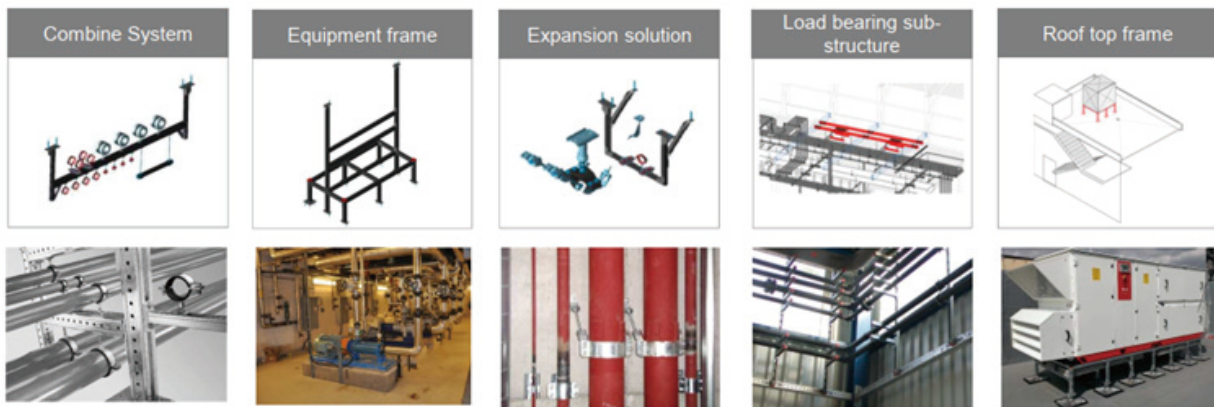 Combine System
Equipment frame
Expansion solution
Load bearing sub-
structure
Roof top frame